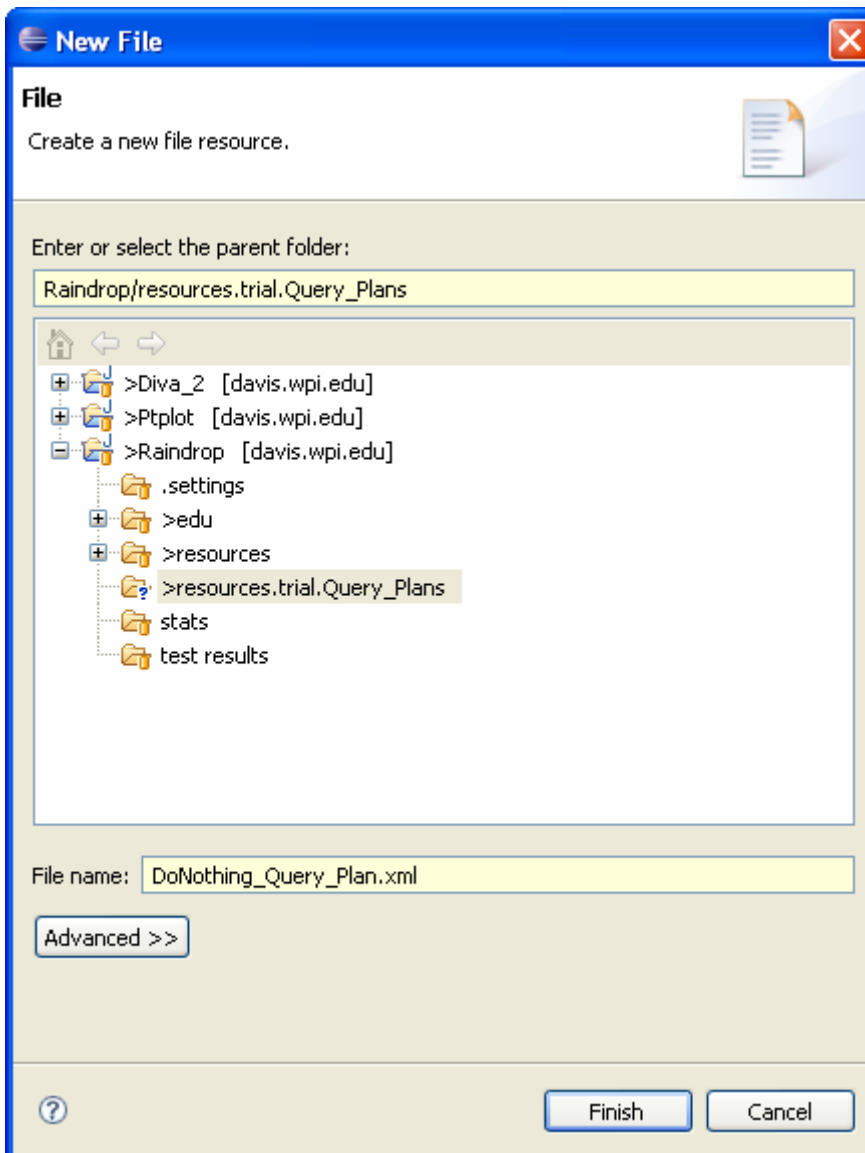 New File
File
Create a new file resource.
Enter or select the parent folder:
Raindrop/resources.trial.Query_Plans
>Diva_2 [davis.wpi.edu]
>Ptplot [davis.wpi.edu]
>Raindrop [davis.wpi.edu]
.settings
>edu
>resources
>resources.trial.Query_Plans
stats
test results
File name: DoNothing_Query_Plan.xml
Advanced >>
Finish Cancel